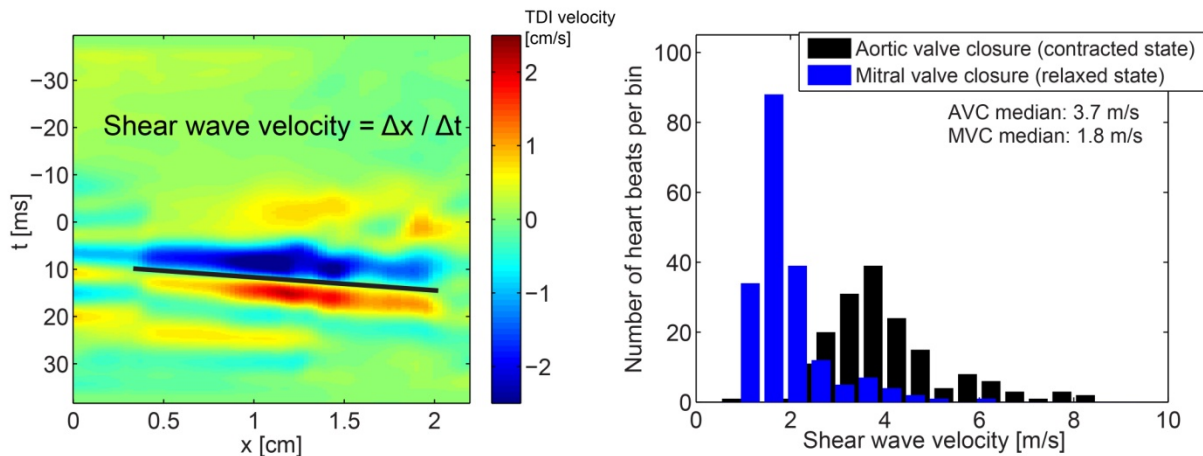 TDI velocity
[cm/s]
−30
−20
−10
0
10
20
30
t [ms]
Shear wave velocity = Δx / Δt
0
0.5
1
1.5
2
x [cm]
2
1
0
−1
−2
100
80
60
40
20
0
Number of heart beats per bin
Aortic valve closure (contracted state)
Mitral valve closure (relaxed state)
AVC median: 3.7 m/s
MVC median: 1.8 m/s
0
2
4
6
8
10
Shear wave velocity [m/s]